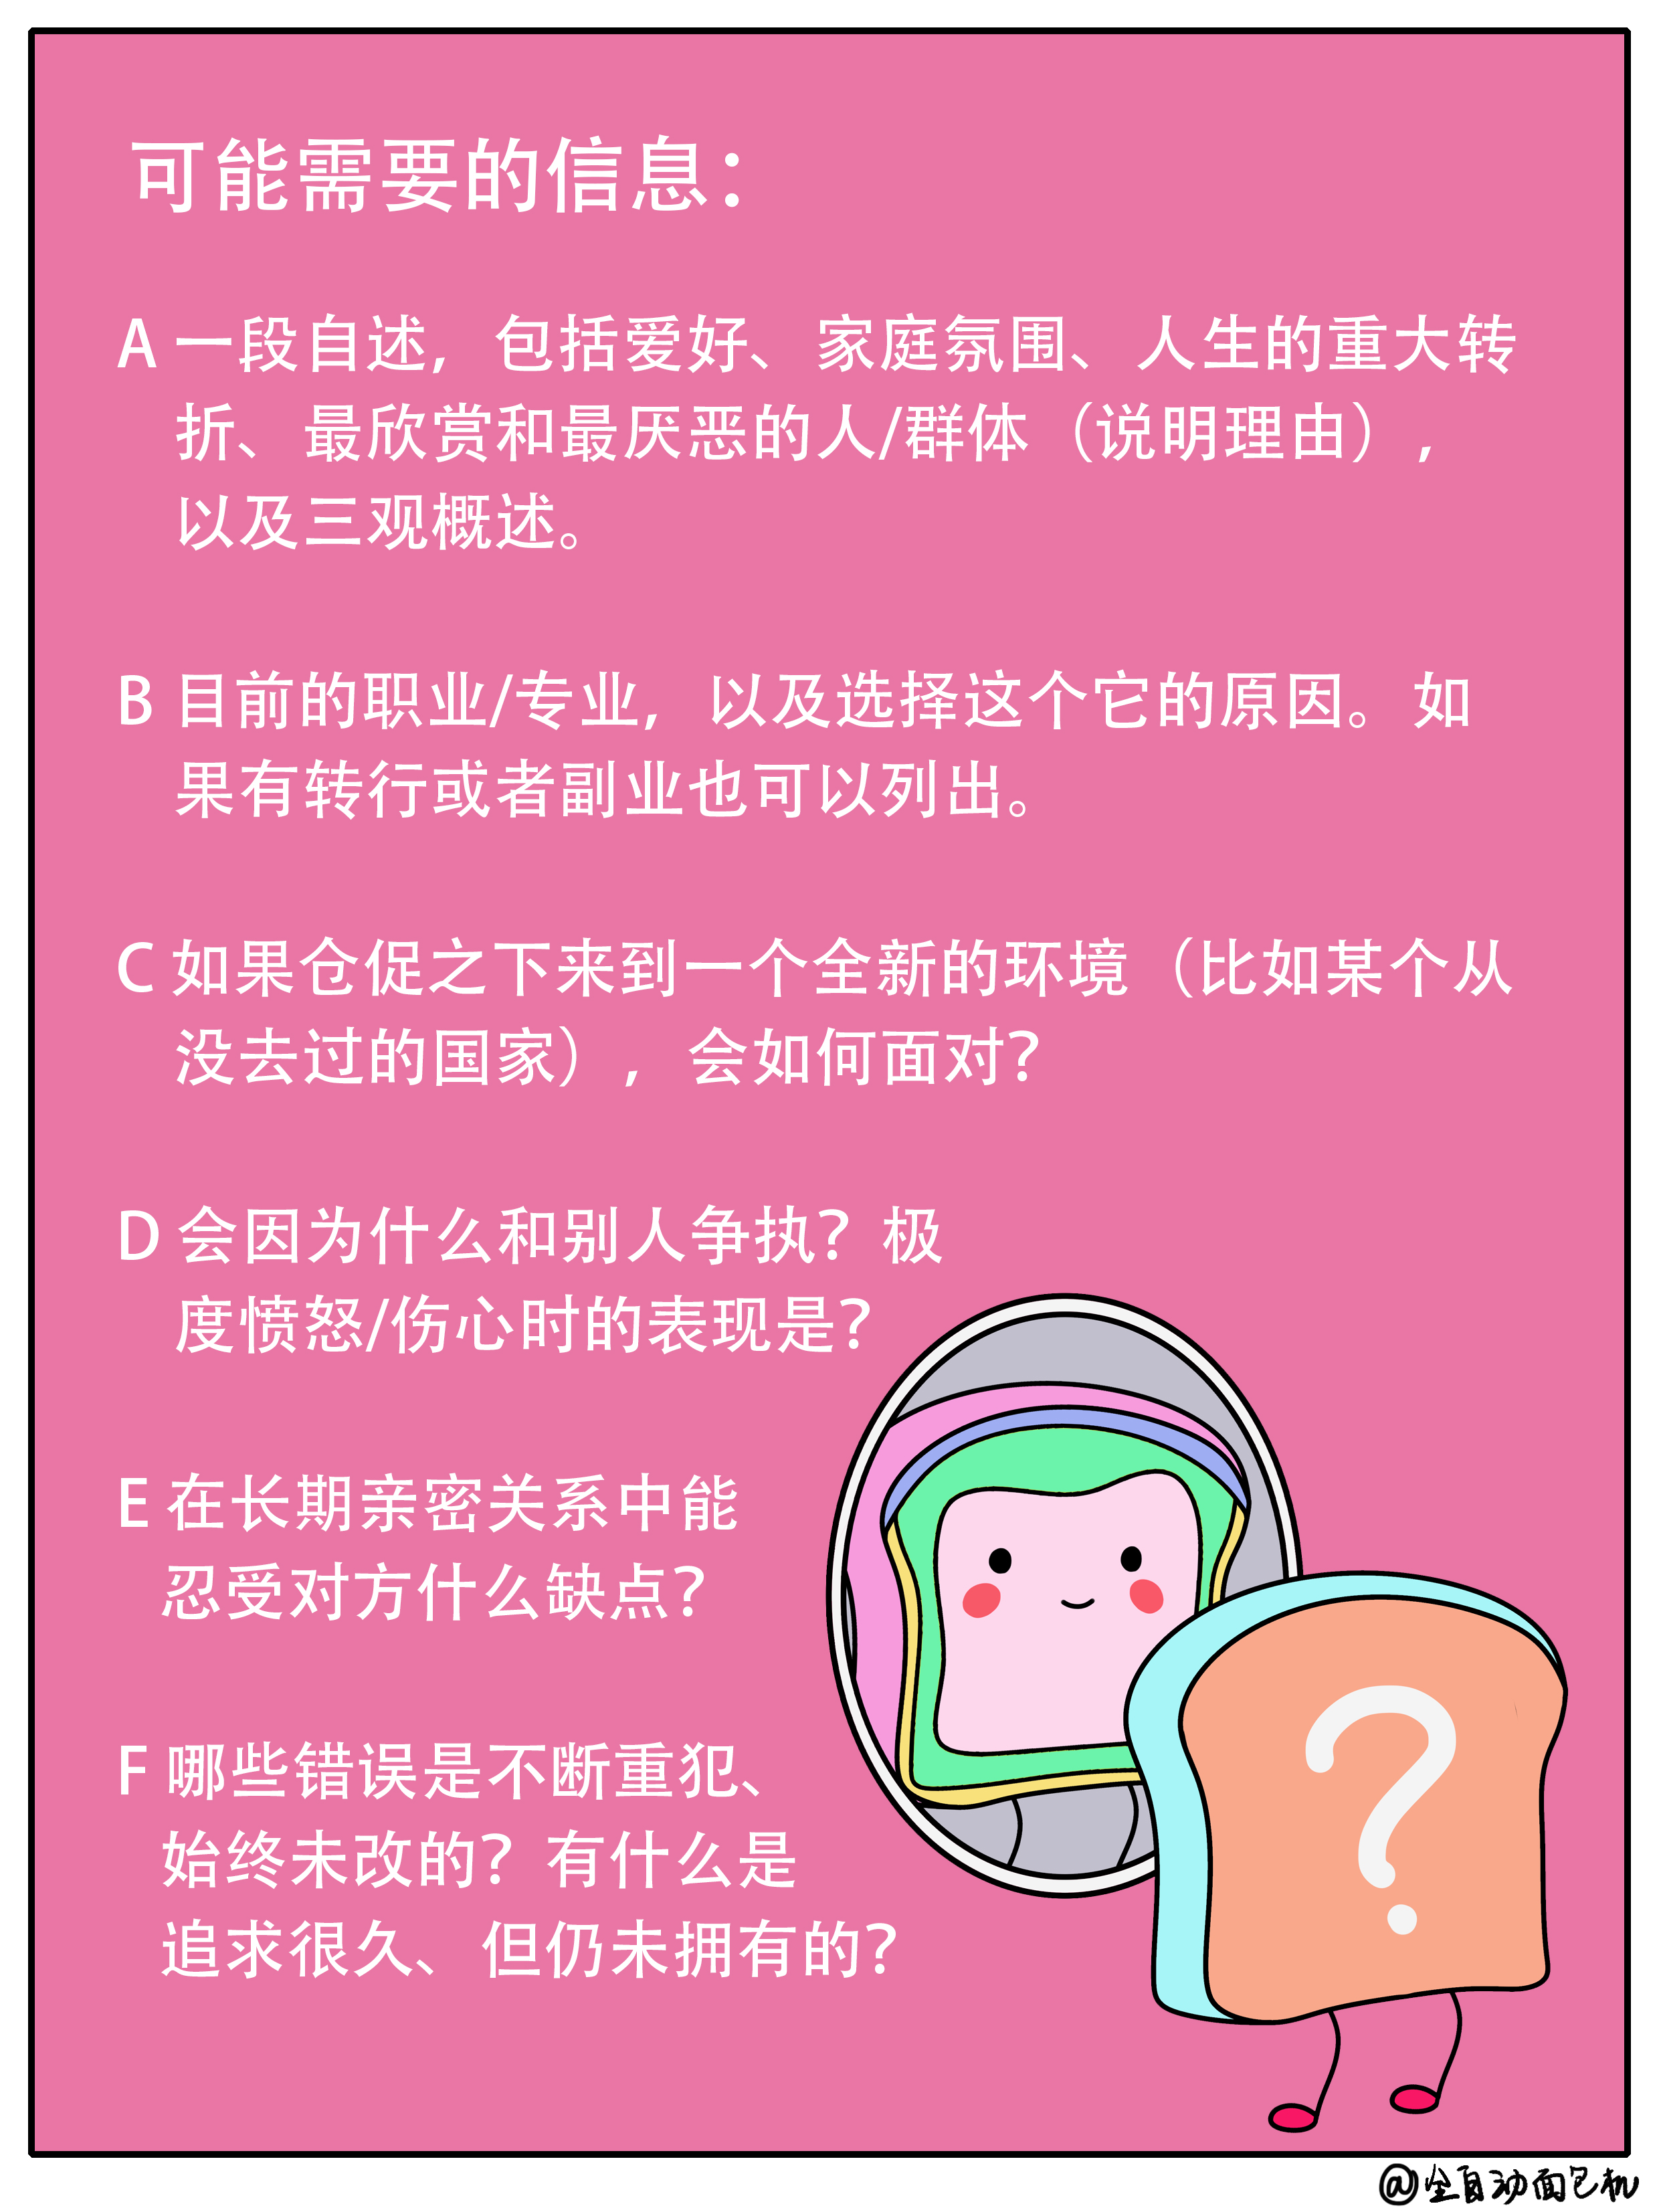 可能需要的信息：
A 一段自述，包括爱好、家庭氛围、人生的重大转
折、最欣赏和最厌恶的人/群体（说明理由），
以及三观概述。
B 目前的职业/专业，以及选择这个它的原因。如
果有转行或者副业也可以列出。
C 如果仓促之下来到一个全新的环境（比如某个从
没去过的国家），会如何面对？
D 会因为什么和别人争执？极
度愤怒/伤心时的表现是？
E 在长期亲密关系中能
忍受对方什么缺点？
F 哪些错误是不断重犯、
始终未改的？有什么是
追求很久、但仍未拥有的？
?
@全自动面包机